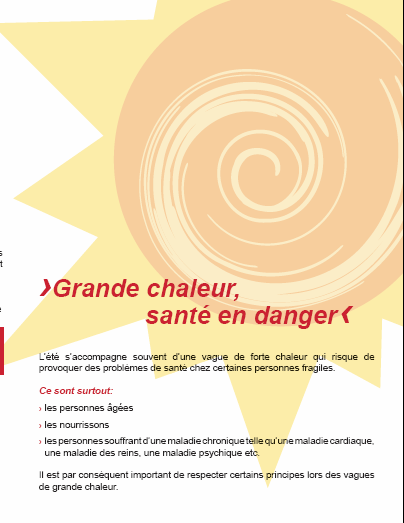 ›Grande chaleur,
santé en danger‹
L'été s'accompagne souvent d'une vague de forte chaleur qui risque de
provoquer des problèmes de santé chez certaines personnes fragiles.
Ce sont surtout:
› les personnes âgées
› les nourrissons
› les personnes souffrant d'une maladie chronique telle qu'une maladie cardiaque,
une maladie des reins, une maladie psychique etc.
Il est par conséquent important de respecter certains principes lors des vagues
de grande chaleur.